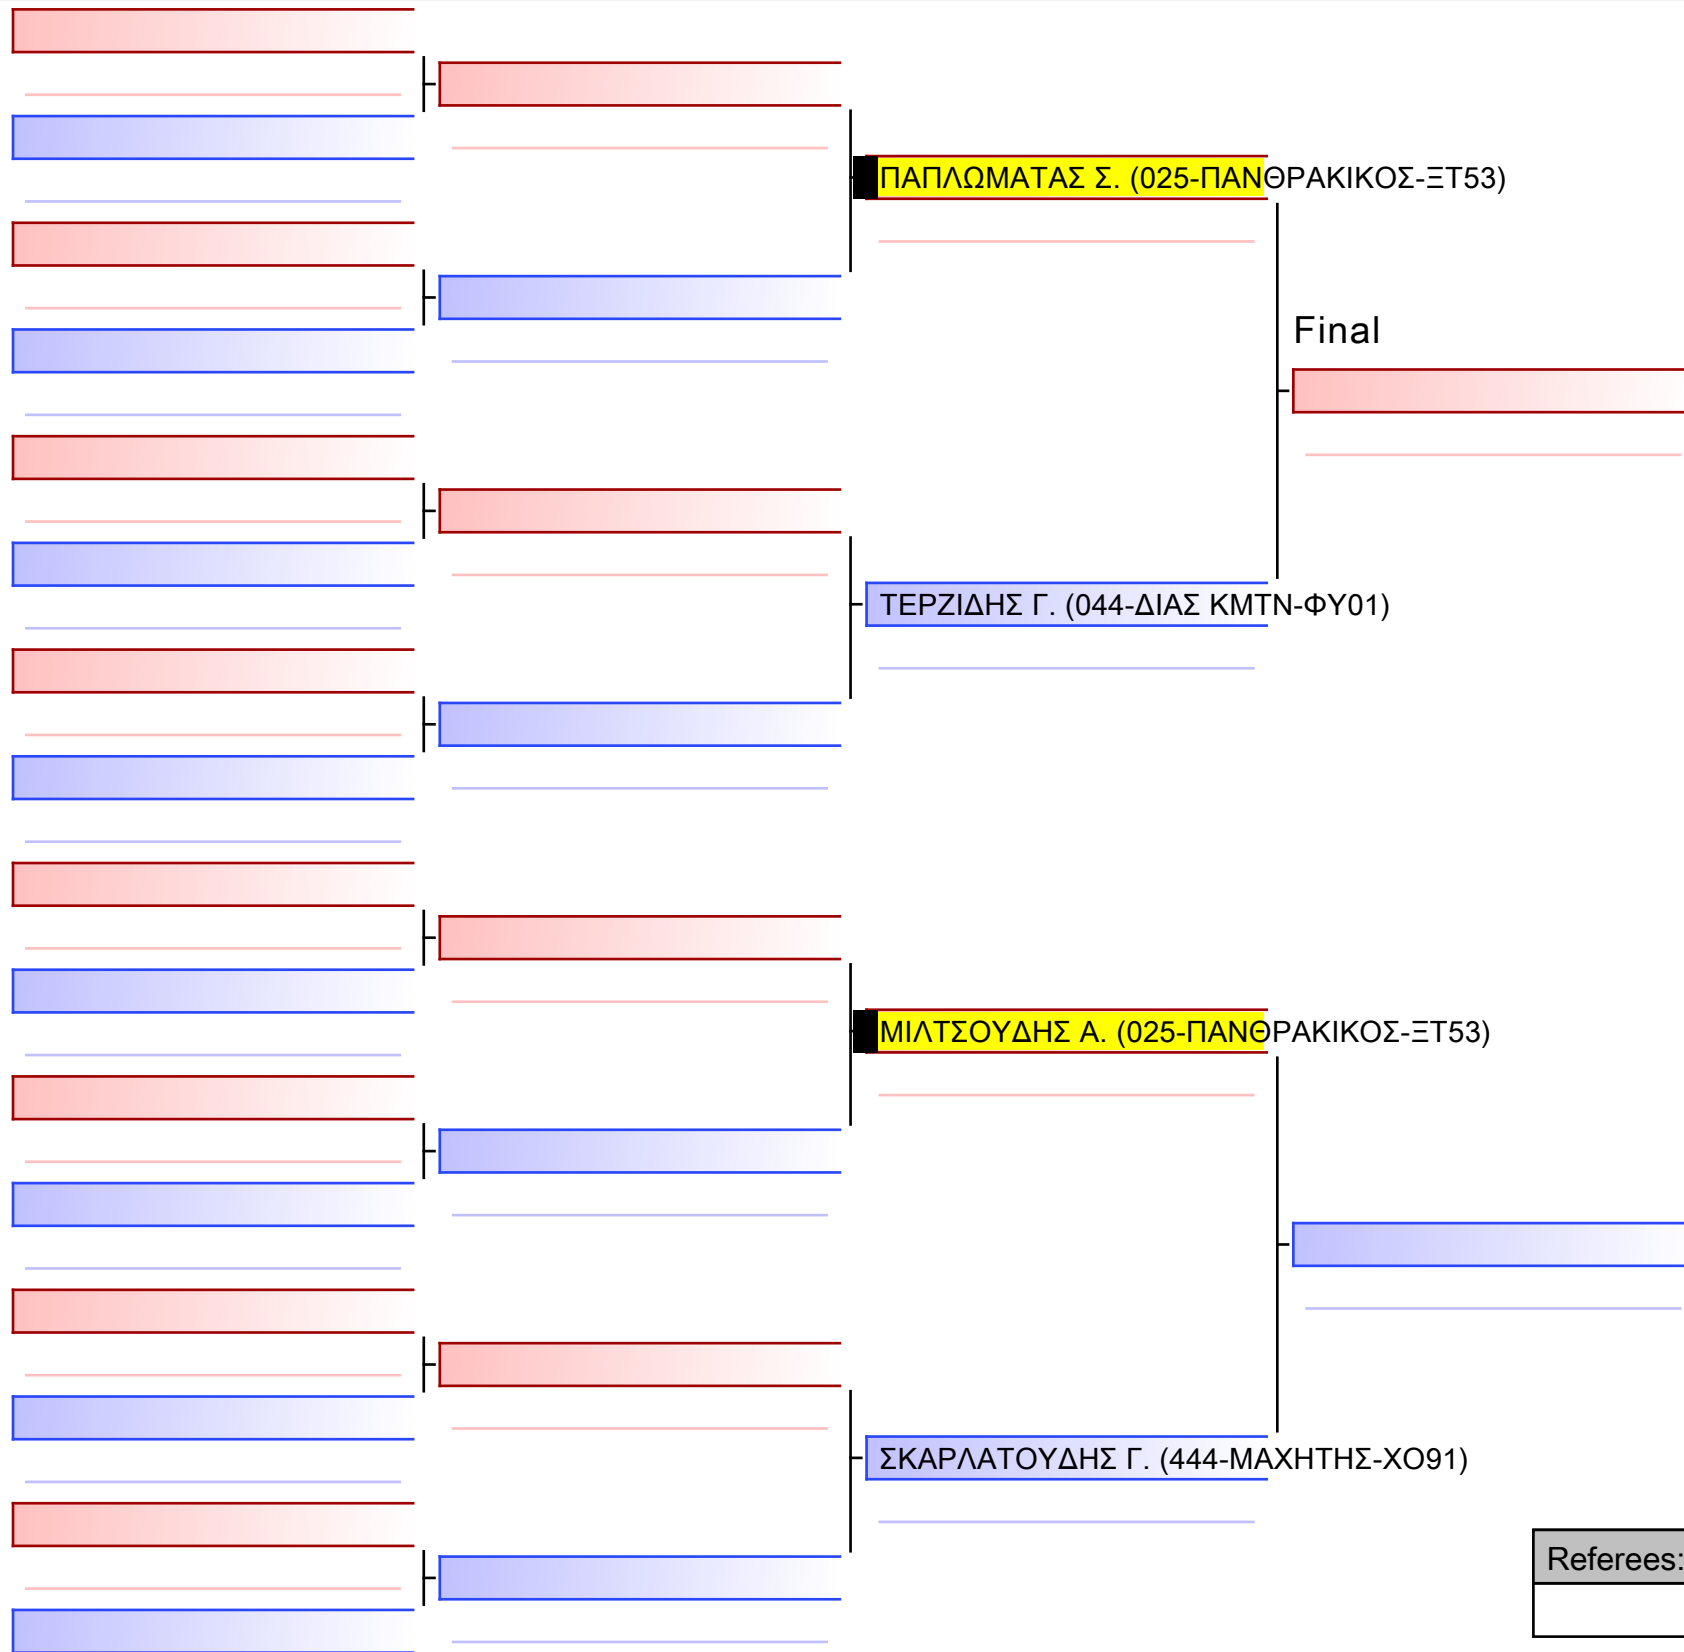 ΠΑΠΛΩΜΑΤΑΣ Σ. (025-ΠΑΝΘΡΑΚΙΚΟΣ-ΞΤ53)
Final
ΤΕΡΖΙΔΗΣ Γ. (044-ΔΙΑΣ ΚΜΤΝ-ΦΥ01)
ΜΙΛΤΣΟΥΔΗΣ Α. (025-ΠΑΝΘΡΑΚΙΚΟΣ-ΞΤ53)
ΣΚΑΡΛΑΤΟΥΔΗΣ Γ. (444-ΜΑΧΗΤΗΣ-ΧΟ91)
Referees: